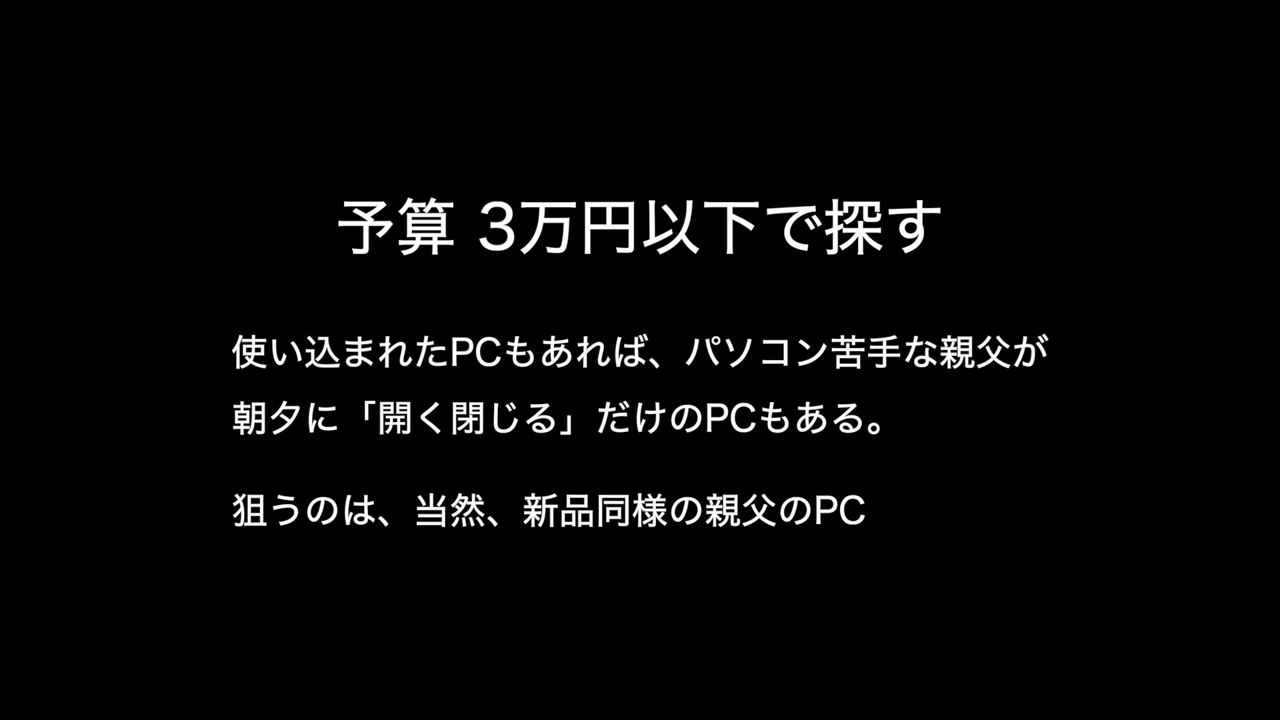 予算 3万円以下で探す
使い込まれたPCもあれば、パソコン苦手な親父が
朝夕に「開く閉じる」だけのPCもある。
狙うのは、当然、新品同様の親父のPC